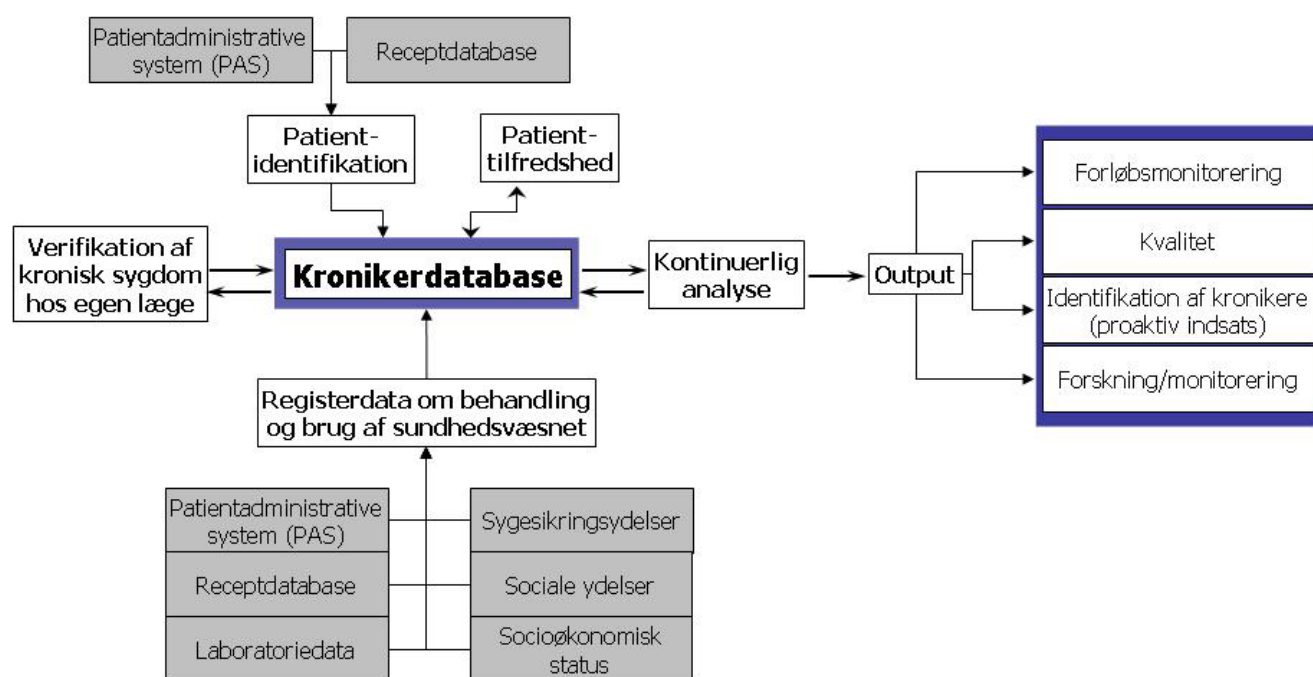 Patientadministrative
system (PAS)
Receptdatabase
Patient-
identifikation
Patient-
tilfredshed
Verifikation af
kronisk sygdom
hos egen læge
Kronikerdatabase
Kontinuerlig
analyse
Output
Forløbsmonitorering
Kvalitet
Identifikation af kronikere
(proaktiv indsats)
Forskning/monitorering
Registerdata om behandling
og brug af sundhedsvæsnet
Patientadministrative
system (PAS)
Sygesikringsydelser
Receptdatabase
Sociale ydelser
Laboratoriedata
Socioøkonomisk
status